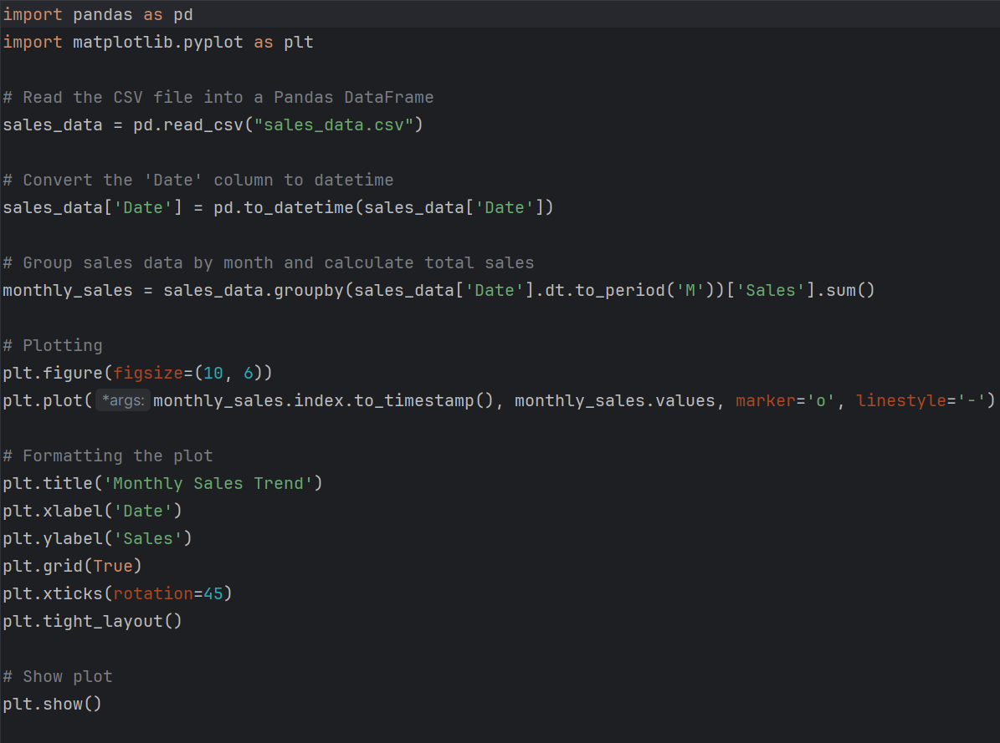 import pandas as pd
import matplotlib.pyplot as plt
# Read the CSV file into a Pandas DataFrame
sales_data = pd.read_csv("sales_data.csv")
# Convert the 'Date' column to datetime
sales_data['Date'] = pd.to_datetime(sales_data['Date'])
# Group sales data by month and calculate total sales
monthly_sales = sales_data.groupby(sales_data['Date'].dt.to_period('M'))['Sales'].sum()
# Plotting
plt.figure(figsize=(10, 6))
plt.plot( *args: monthly_sales.index.to_timestamp(), monthly_sales.values, marker='o', linestyle='-')
# Formatting the plot
plt.title('Monthly Sales Trend')
plt.xlabel('Date')
plt.ylabel('Sales')
plt.grid(True)
plt.xticks(rotation=45)
plt.tight_layout()
# Show plot
plt.show()